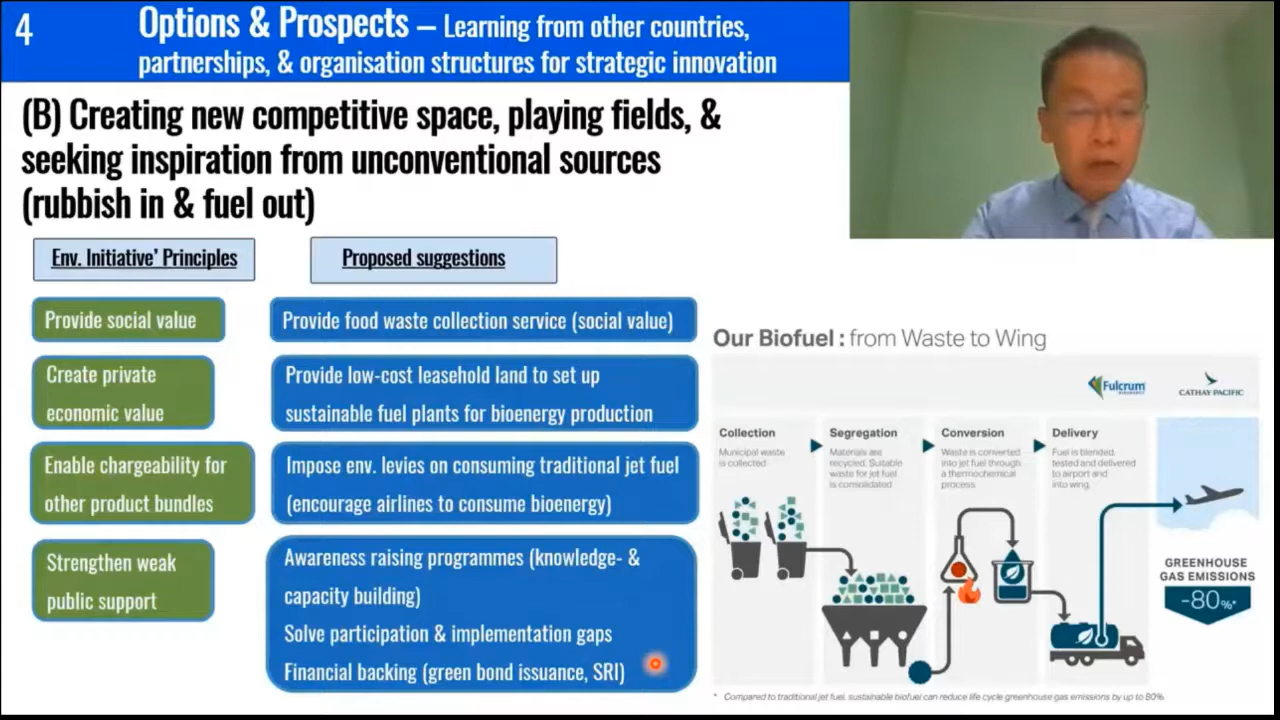 4
Options & Prospects – Learning from other countries,
partnerships, & organisation structures for strategic innovation
(B) Creating new competitive space, playing fields, &
seeking inspiration from unconventional sources
(rubbish in & fuel out)
Env. Initiative' Principles
Proposed suggestions
Provide social value
Provide food waste collection service (social value)
Create private
economic value
Provide low-cost leasehold land to set up
sustainable fuel plants for bioenergy production
Enable chargeability for
other product bundles
Impose env. levies on consuming traditional jet fuel
(encourage airlines to consume bioenergy)
Strengthen weak
public support
Awareness raising programmes (knowledge- &
capacity building)
Solve participation & implementation gaps
Financial backing (green bond issuance, SRI)
Our Biofuel : from Waste to Wing
Fulcrum
CATHAY PACIFIC
Collection
Municipal waste
is collected
Segregation
Materials are
recycled. Suitable
waste for jet fuel
is consolidated
Conversion
Waste is converted
into jet fuel through
a thermochemical
process
Delivery
Fuel is blended,
tested and delivered
to airport and
into wing.
GREENHOUSE
GAS EMISSIONS
-80%*
* Compared to traditional jet fuel, sustainable biofuel can reduce life cycle greenhouse gas emissions by up to 80%.